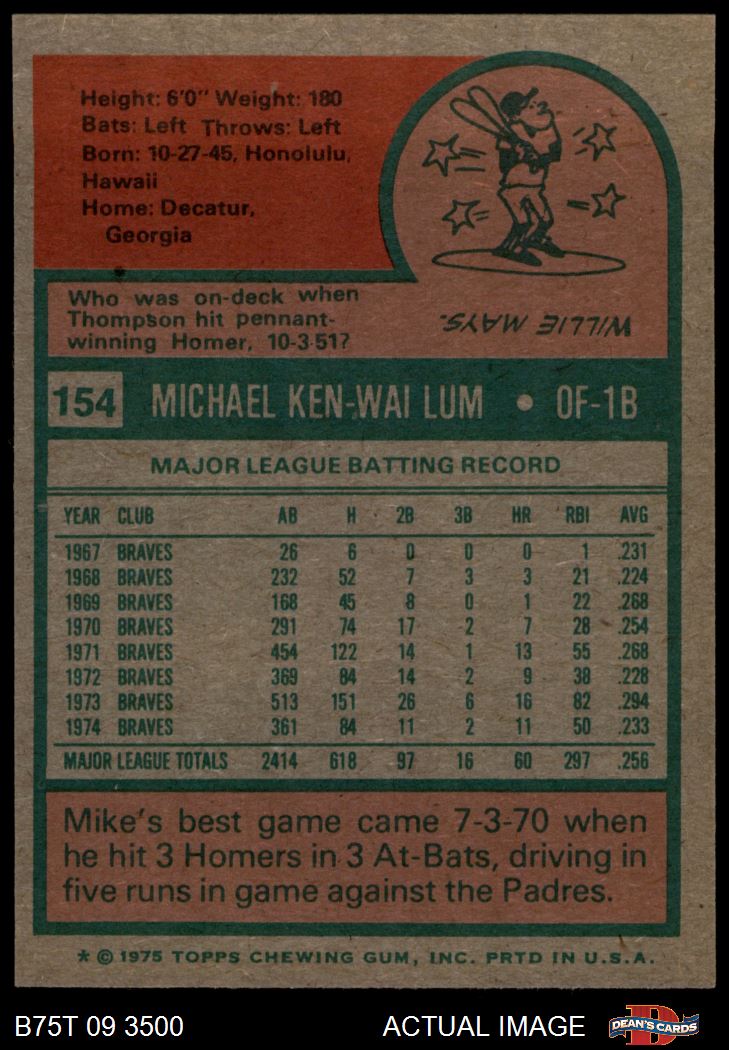 Height: 6'0" Weight: 180
Bats: Left Throws: Left
Born: 10-27-45, Honolulu,
Hawaii
Home: Decatur,
Georgia
Who was on-deck when
Thompson hit pennant-
winning Homer, 10-3-51?
WILLIE MAYS.
154 MICHAEL KEN-WAI LUM • OF-1B
MAJOR LEAGUE BATTING RECORD
YEAR CLUB AB H 2B 3B HR RBI AVG
1967 BRAVES 26 6 0 0 0 1 .231
1968 BRAVES 232 52 7 3 3 21 .224
1969 BRAVES 168 45 8 0 1 22 .268
1970 BRAVES 291 74 17 2 7 28 .254
1971 BRAVES 454 122 14 1 13 55 .268
1972 BRAVES 369 84 14 2 9 38 .228
1973 BRAVES 513 151 26 6 16 82 .294
1974 BRAVES 361 84 11 2 11 50 .233
MAJOR LEAGUE TOTALS 2414 618 97 16 60 297 .256
Mike's best game came 7-3-70 when
he hit 3 Homers in 3 At-Bats, driving in
five runs in game against the Padres.
* © 1975 TOPPS CHEWING GUM, INC. PRTD IN U.S.A.
B75T 09 3500 ACTUAL IMAGE D DEAN'S CARDS